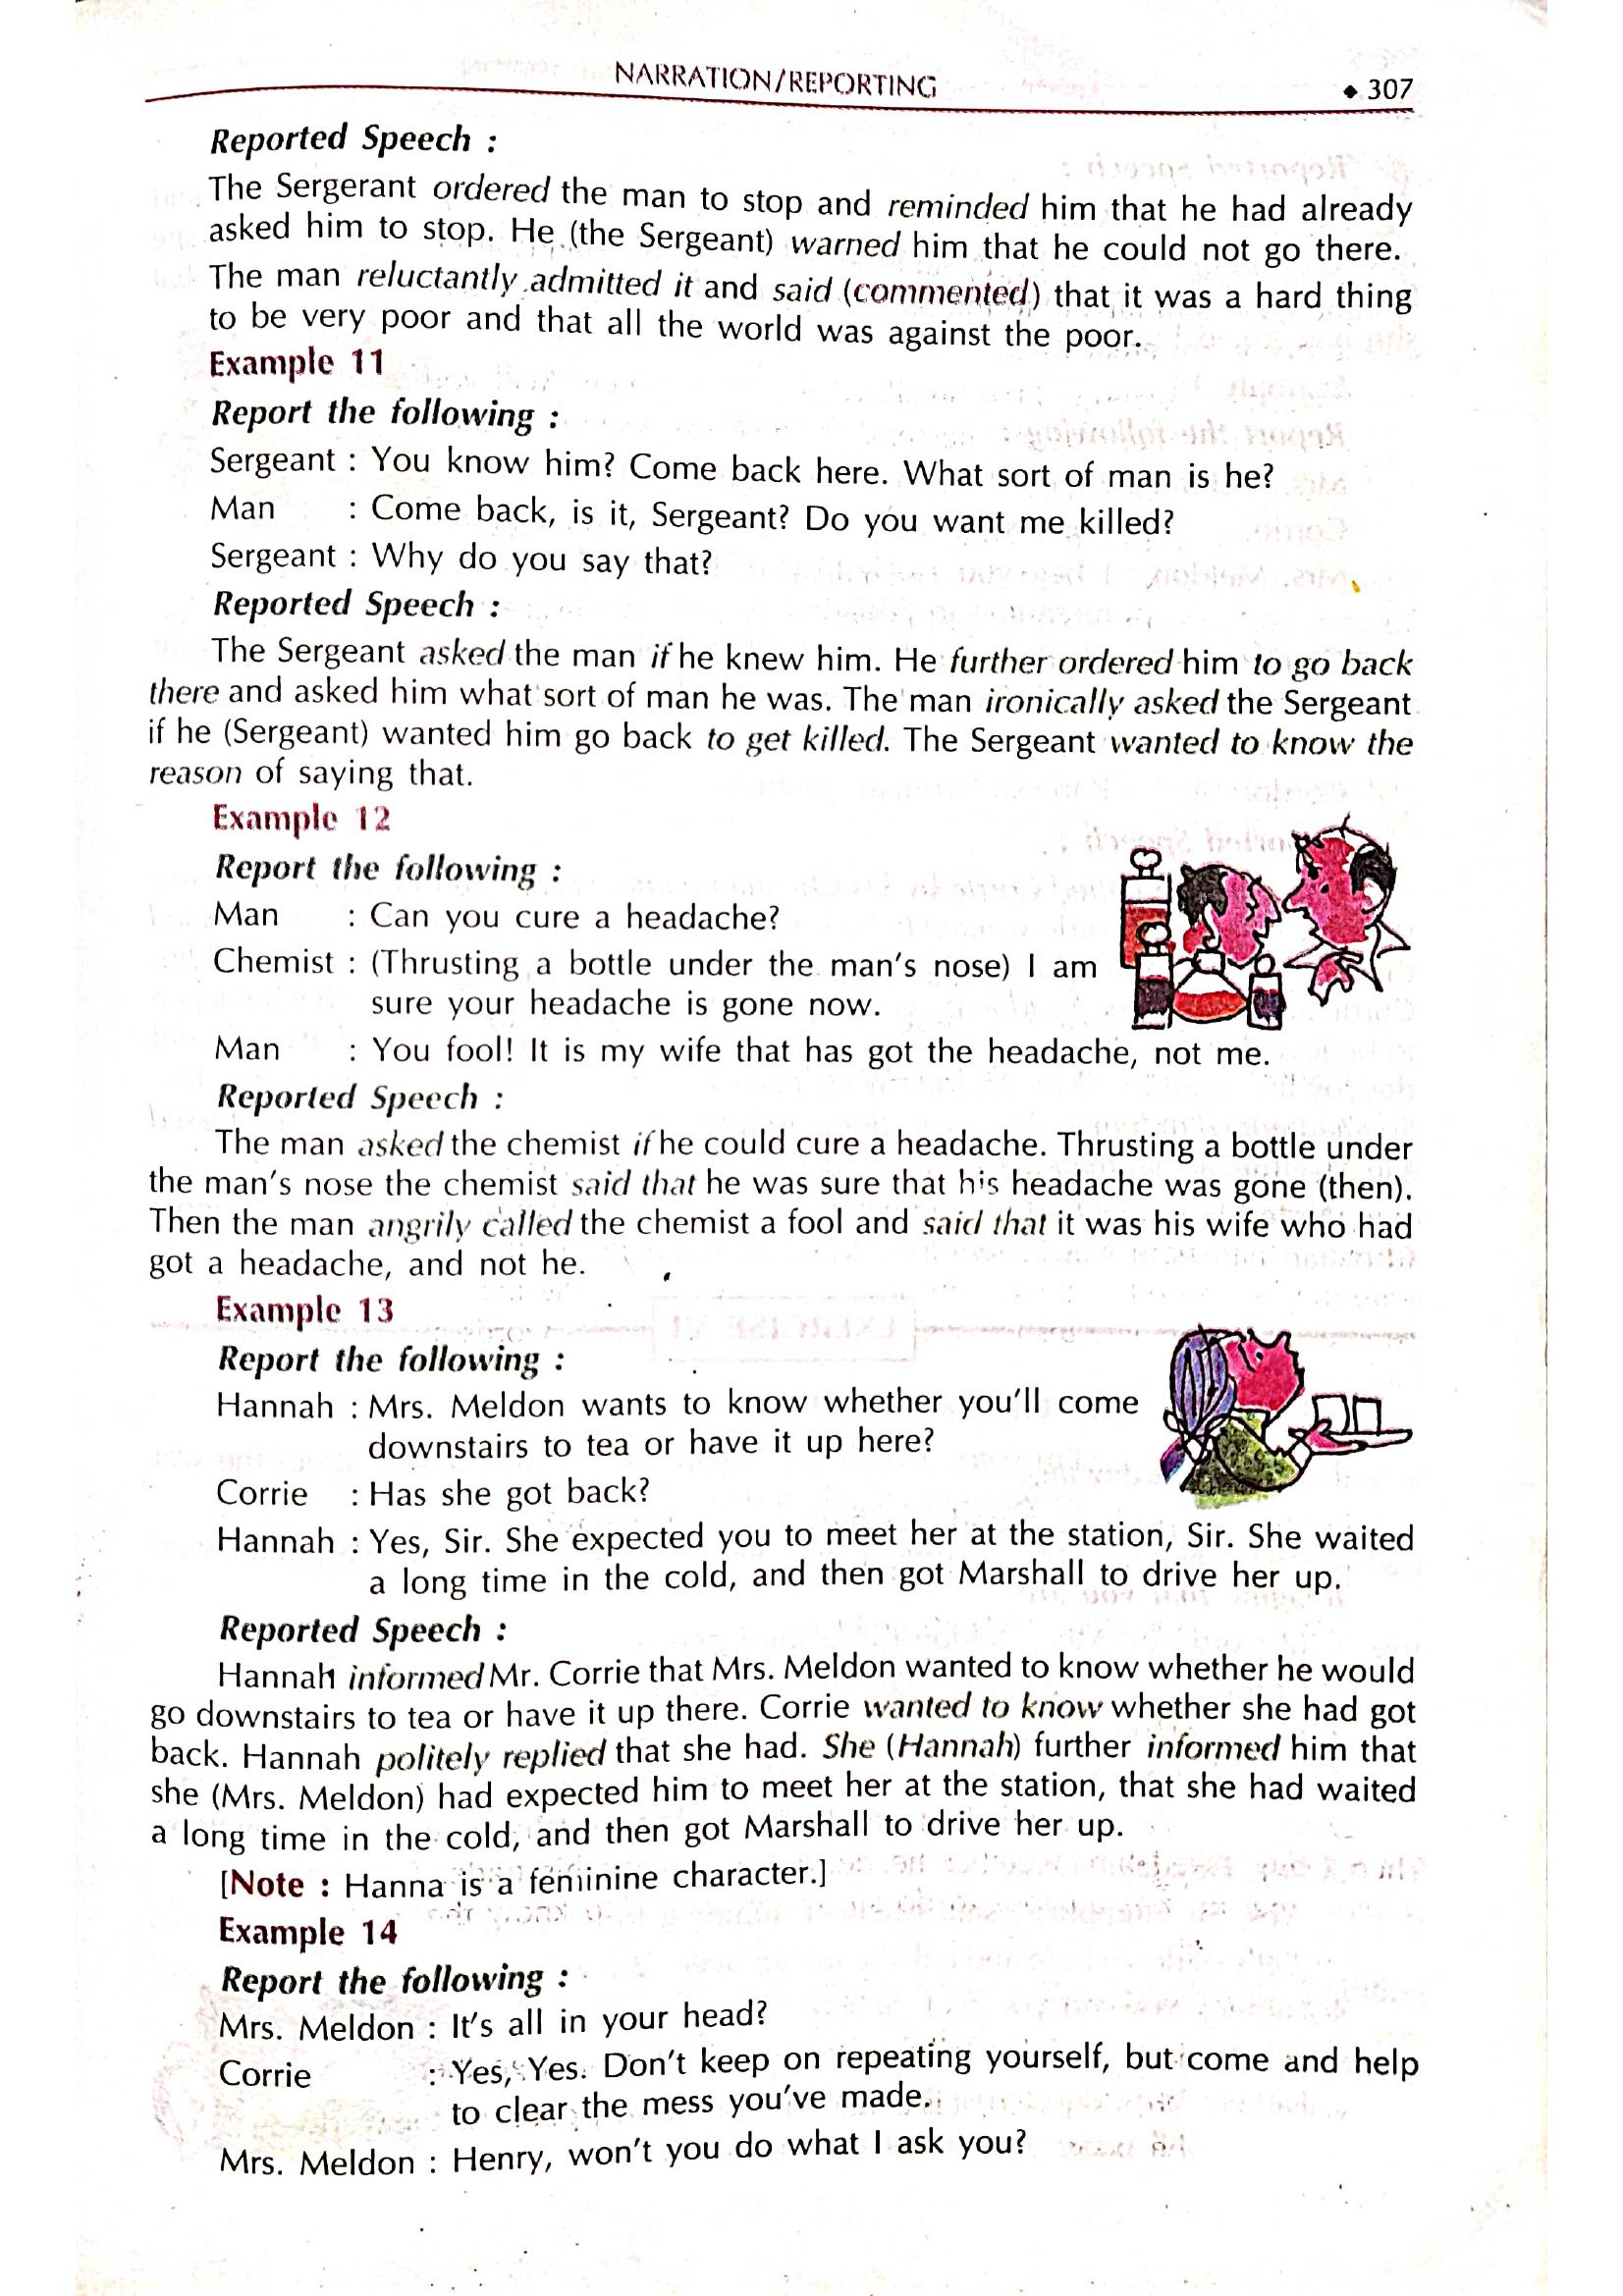 NARRATION/REPORTING
◆ 307
Reported Speech :
The Sergerant ordered the man to stop and reminded him that he had already
asked him to stop. He (the Sergeant) warned him that he could not go there.
The man reluctantly admitted it and said (commented) that it was a hard thing
to be very poor and that all the world was against the poor.
Example 11
Report the following :
Sergeant : You know him? Come back here. What sort of man is he?
Man : Come back, is it, Sergeant? Do you want me killed?
Sergeant : Why do you say that?
Reported Speech :
The Sergeant asked the man if he knew him. He further ordered him to go back
there and asked him what sort of man he was. The man ironically asked the Sergeant
if he (Sergeant) wanted him go back to get killed. The Sergeant wanted to know the
reason of saying that.
Example 12
Report the following :
Man : Can you cure a headache?
Chemist : (Thrusting a bottle under the man's nose) I am
sure your headache is gone now.
Man : You fool! It is my wife that has got the headache, not me.
Reported Speech :
The man asked the chemist if he could cure a headache. Thrusting a bottle under
the man's nose the chemist said that he was sure that his headache was gone (then).
Then the man angrily called the chemist a fool and said that it was his wife who had
got a headache, and not he.
Example 13
Report the following :
Hannah : Mrs. Meldon wants to know whether you'll come
downstairs to tea or have it up here?
Corrie : Has she got back?
Hannah : Yes, Sir. She expected you to meet her at the station, Sir. She waited
a long time in the cold, and then got Marshall to drive her up.
Reported Speech :
Hannah informed Mr. Corrie that Mrs. Meldon wanted to know whether he would
go downstairs to tea or have it up there. Corrie wanted to know whether she had got
back. Hannah politely replied that she had. She (Hannah) further informed him that
she (Mrs. Meldon) had expected him to meet her at the station, that she had waited
a long time in the cold, and then got Marshall to drive her up.
[Note : Hanna is a feminine character.]
Example 14
Report the following :
Mrs. Meldon : It's all in your head?
Corrie : Yes, Yes. Don't keep on repeating yourself, but come and help
to clear the mess you've made.
Mrs. Meldon : Henry, won't you do what I ask you?